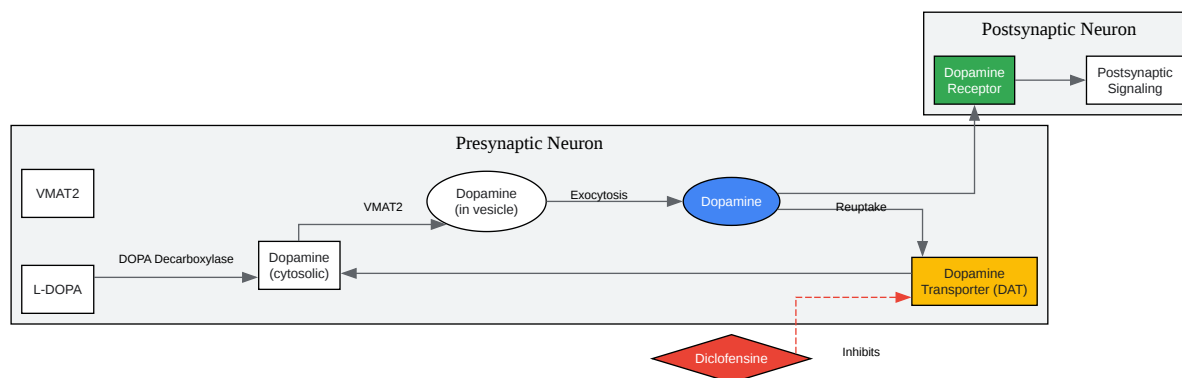 Postsynaptic Neuron
Dopamine
Receptor
Postsynaptic
Signaling
Presynaptic Neuron
VMAT2
VMAT2
Dopamine
(in vesicle)
Exocytosis
Dopamine
Reuptake
L-DOPA
DOPA Decarboxylase
Dopamine
(cytosolic)
Dopamine
Transporter (DAT)
Diclofensine
Inhibits